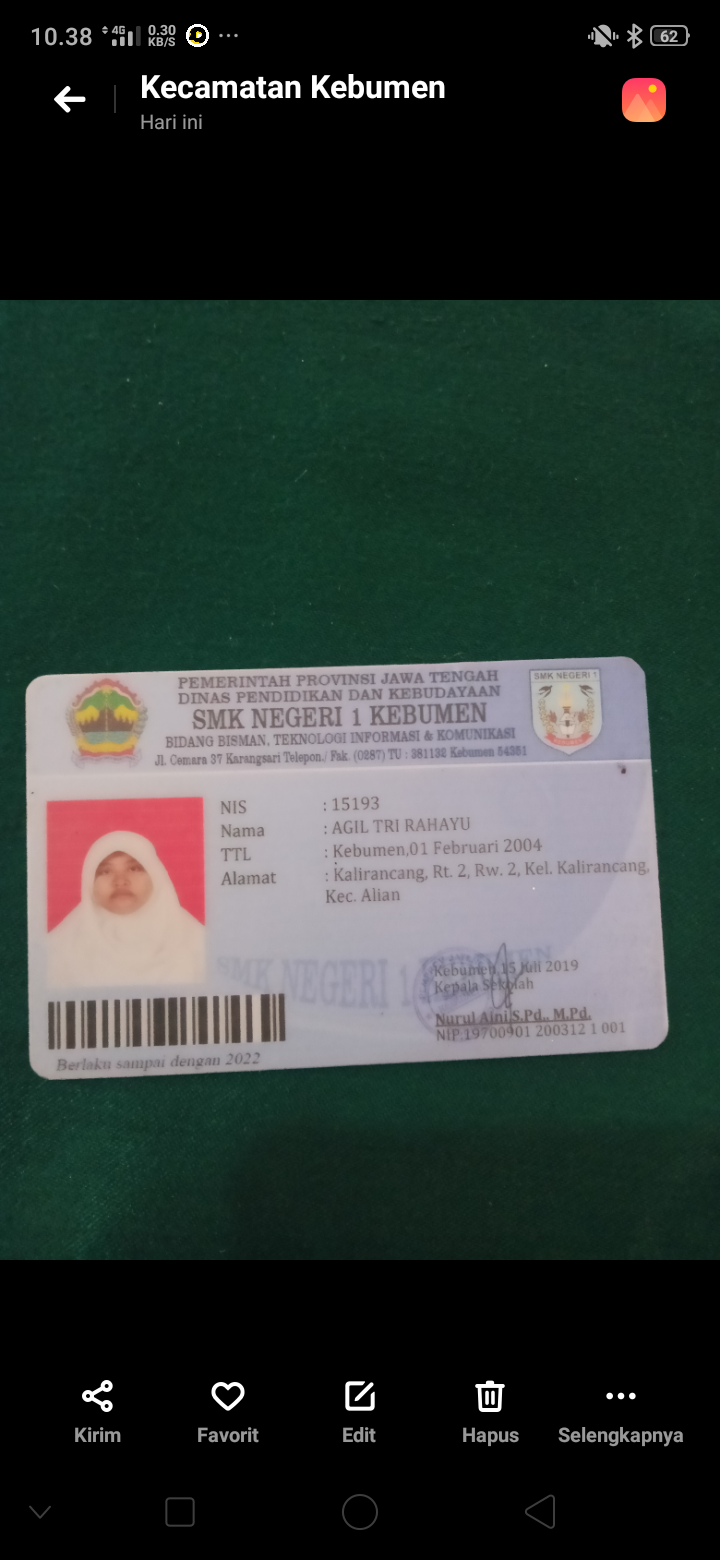 10.38 4G 0.30 KB/S 62
Kecamatan Kebumen
Hari ini
PEMERINTAH PROVINSI JAWA TENGAH
DINAS PENDIDIKAN DAN KEBUDAYAAN
SMK NEGERI 1 KEBUMEN
BIDANG BISMAN, TEKNOLOGI INFORMASI & KOMUNIKASI
Jl. Cemara 37 Karangsari Telepon./ Fak. (0287) TU : 381132 Kebumen 54351
SMK NEGERI 1
NIS : 15193
Nama : AGIL TRI RAHAYU
TTL : Kebumen,01 Februari 2004
Alamat : Kalirancang, Rt. 2, Rw. 2, Kel. Kalirancang,
Kec. Alian
SMK NEGERI 1 KEBUMEN
Kebumen 15 Juli 2019
Kepala Sekolah
Nurul Aini,S.Pd., M.Pd.
NIP 19700901 200312 1 001
Berlaku sampai dengan 2022
Kirim
Favorit
Edit
Hapus
Selengkapnya